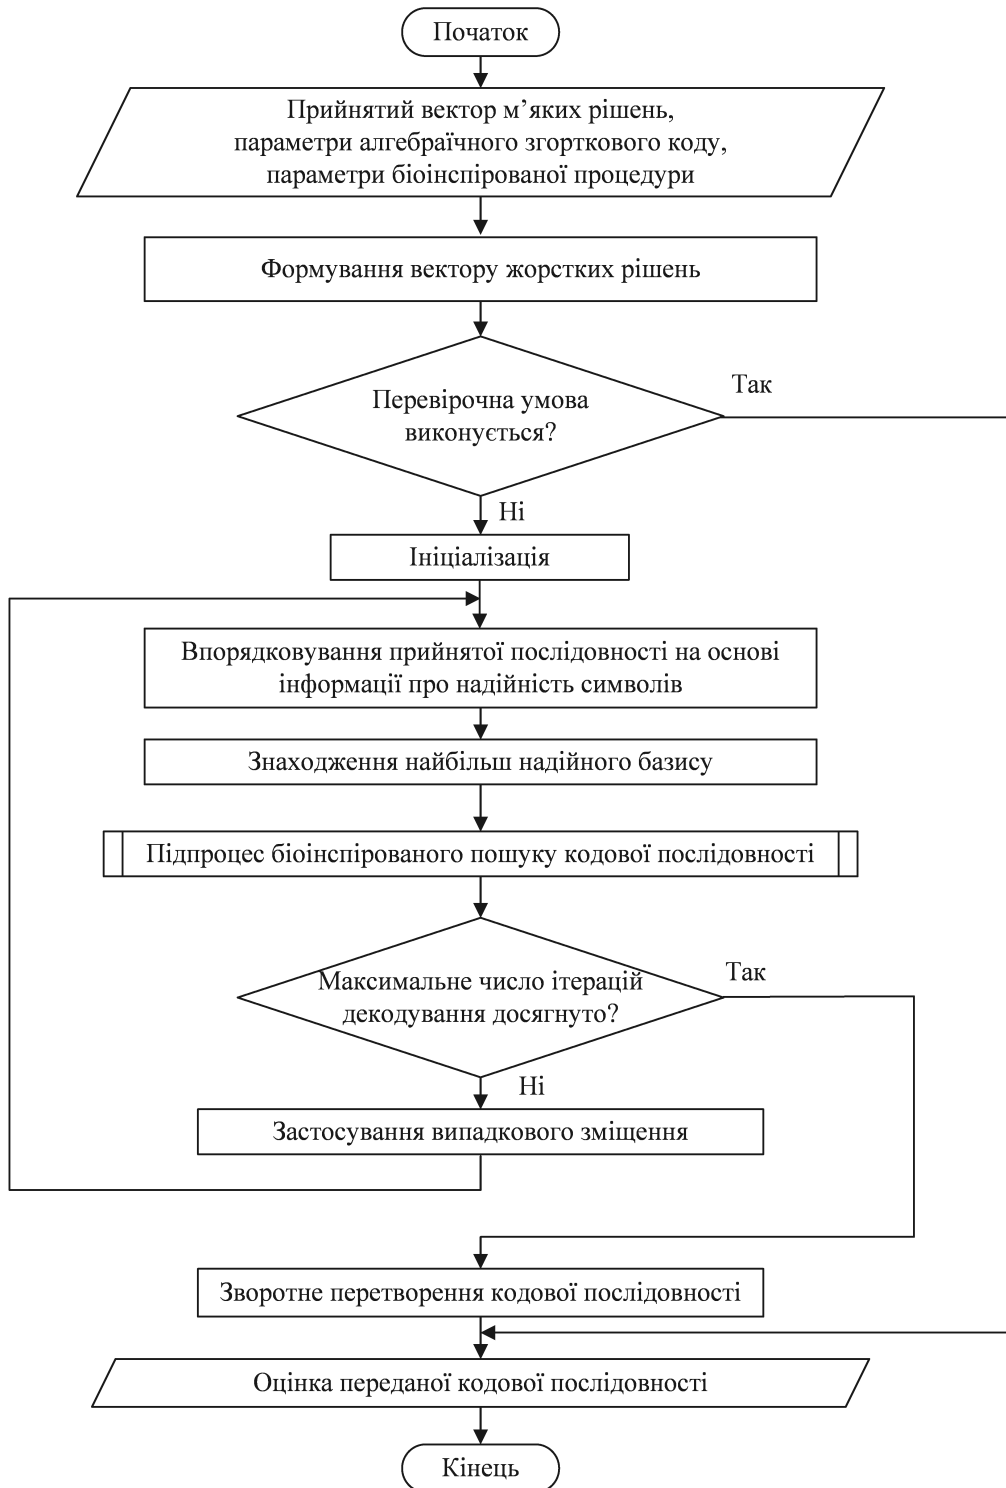 Початок
Прийнятий вектор м’яких рішень,
параметри алгебраїчного згорткового коду,
параметри біоінспірованої процедури
Формування вектору жорстких рішень
Перевірочна умова
виконується?
Так
Ні
Ініціалізація
Впорядковування прийнятої послідовності на основі
інформації про надійність символів
Знаходження найбільш надійного базису
Підпроцес біоінспірованого пошуку кодової послідовності
Максимальне число ітерацій
декодування досягнуто?
Так
Ні
Застосування випадкового зміщення
Зворотне перетворення кодової послідовності
Оцінка переданої кодової послідовності
Кінець